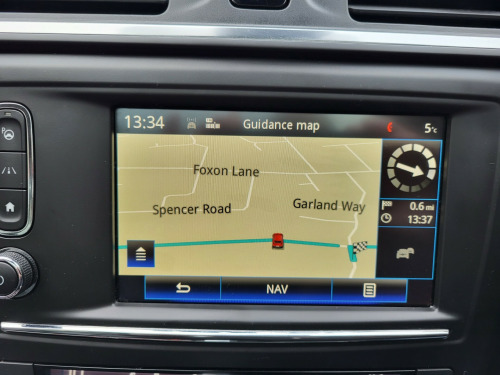 13:34 Guidance map 5°c
Foxon Lane
Spencer Road Garland Way
0.6 mi
13:37
NAV